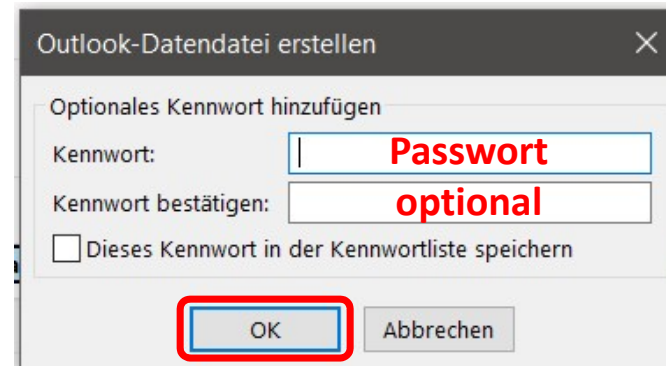 Outlook-Datendatei erstellen
Optionales Kennwort hinzufügen
Kennwort: Passwort
Kennwort bestätigen: optional
Dieses Kennwort in der Kennwortliste speichern
OK Abbrechen